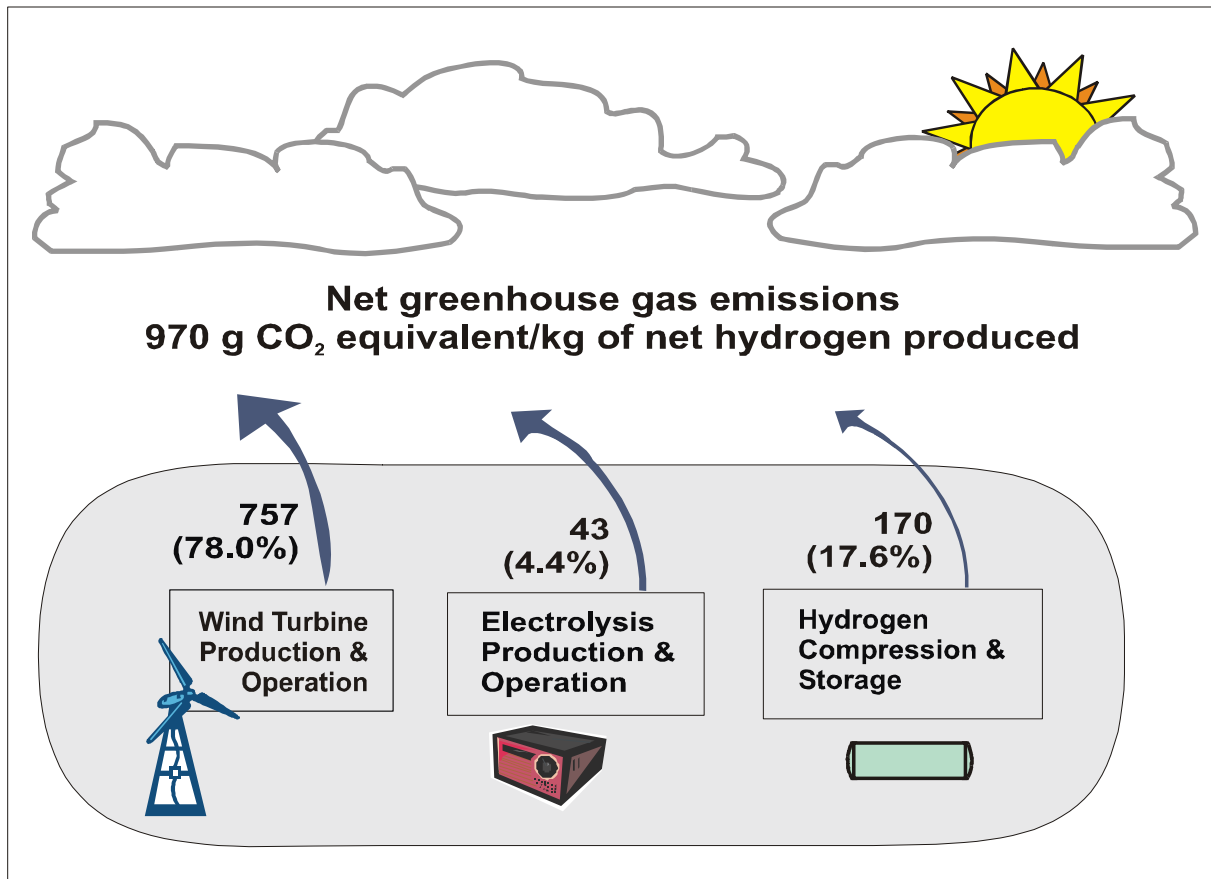 Net greenhouse gas emissions
970 g CO₂ equivalent/kg of net hydrogen produced
757
(78.0%)
43
(4.4%)
170
(17.6%)
Wind Turbine
Production &
Operation
Electrolysis
Production &
Operation
Hydrogen
Compression &
Storage